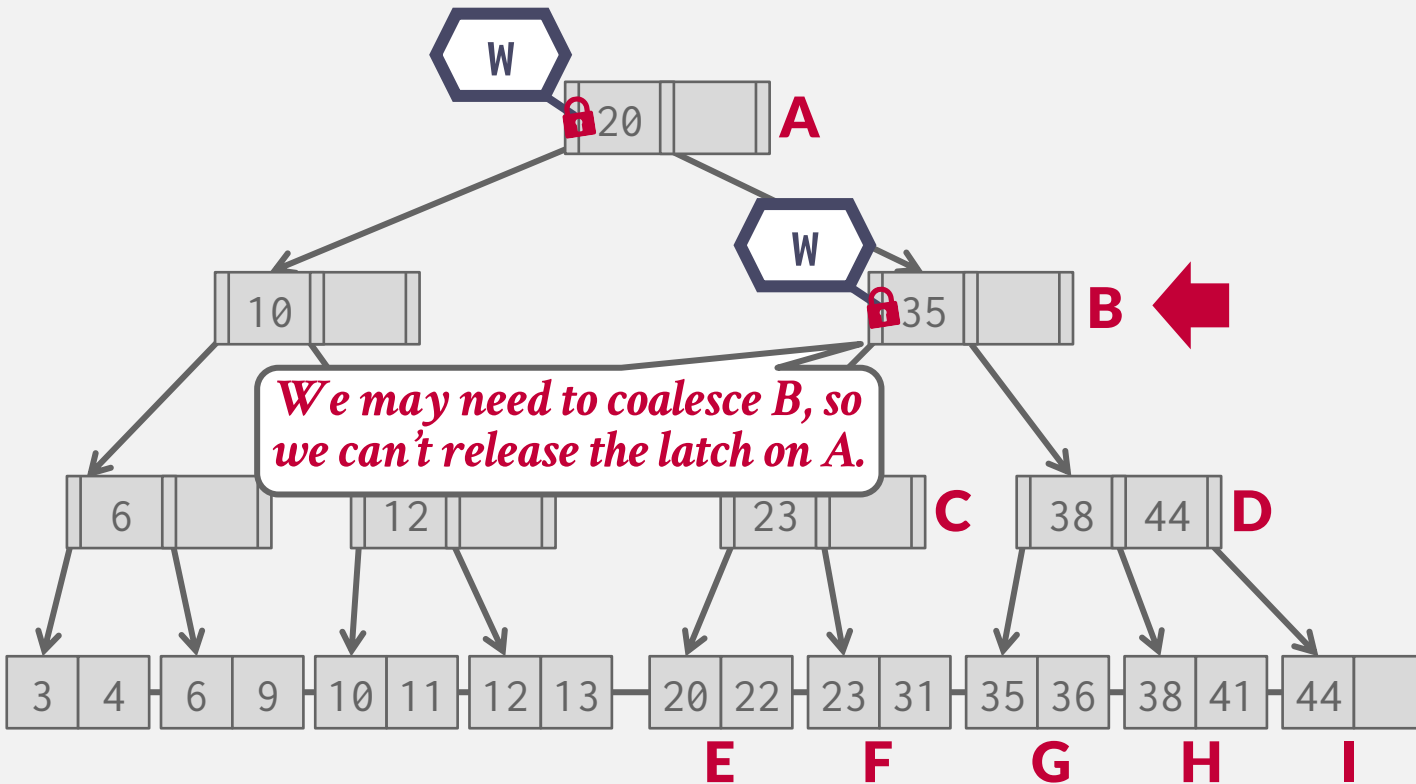 W
20 A
W
10
35 B
We may need to coalesce B, so
we can't release the latch on A.
6
12
23 C
38 44 D
3 4 6 9 10 11 12 13 20 22 23 31 35 36 38 41 44
E F G H I